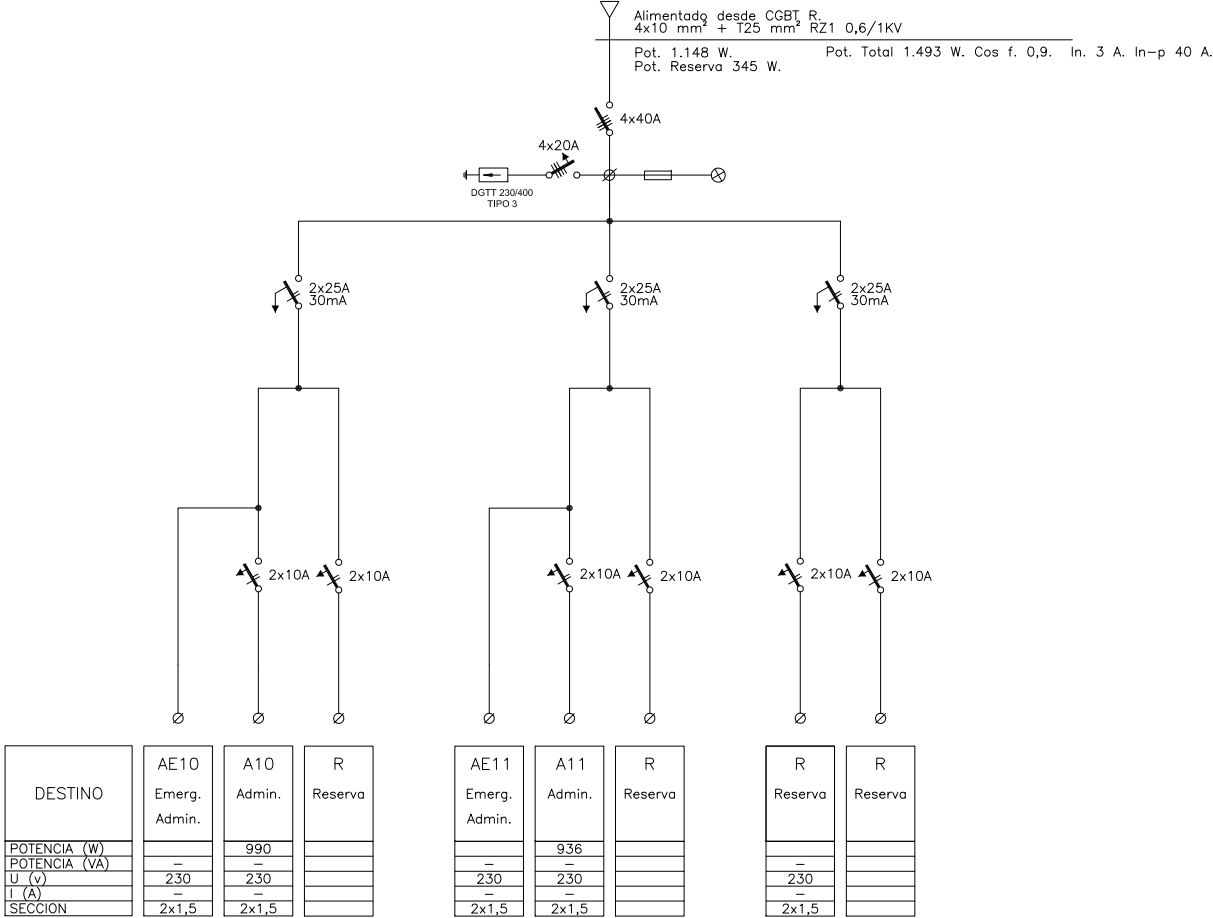 Alimentado desde CGBT R.
4x10 mm² + T25 mm² RZ1 0,6/1KV
Pot. 1.148 W. Pot. Total 1.493 W. Cos f. 0,9. In. 3 A. In-p 40 A.
Pot. Reserva 345 W.
4x40A
4x20A
DGTT 230/400
TIPO 3
2x25A 2x25A 2x25A
30mA 30mA 30mA
2x10A 2x10A 2x10A 2x10A 2x10A 2x10A
AE10 A10 R AE11 A11 R R R
DESTINO Emerg. Admin. Reserva Emerg. Admin. Reserva Reserva Reserva
Admin. Admin.
POTENCIA (W) 990 936
POTENCIA (VA) – – – – –
U (v) 230 230 230 230 230
I (A) – – – – –
SECCION 2x1,5 2x1,5 2x1,5 2x1,5 2x1,5